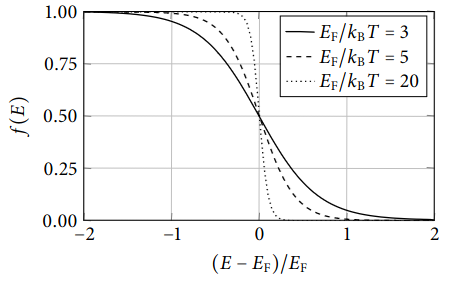 1.00
0.75
0.50
0.25
0.00
f(E)
E_F/k_BT = 3
E_F/k_BT = 5
E_F/k_BT = 20
−2 −1 0 1 2
(E − E_F)/E_F